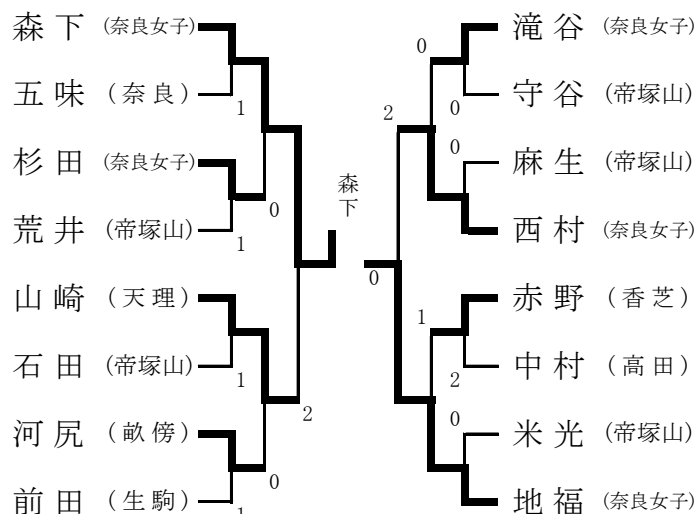 森下 (奈良女子)
五味 (奈良)
1
杉田 (奈良女子)
0
荒井 (帝塚山)
1
山崎 (天理)
石田 (帝塚山)
1
2
河尻 (畝傍)
0
前田 (生駒)
1
森下
0
滝谷 (奈良女子)
0
守谷 (帝塚山)
2
0
麻生 (帝塚山)
西村 (奈良女子)
0
1
赤野 (香芝)
2
中村 (高田)
0
米光 (帝塚山)
地福 (奈良女子)